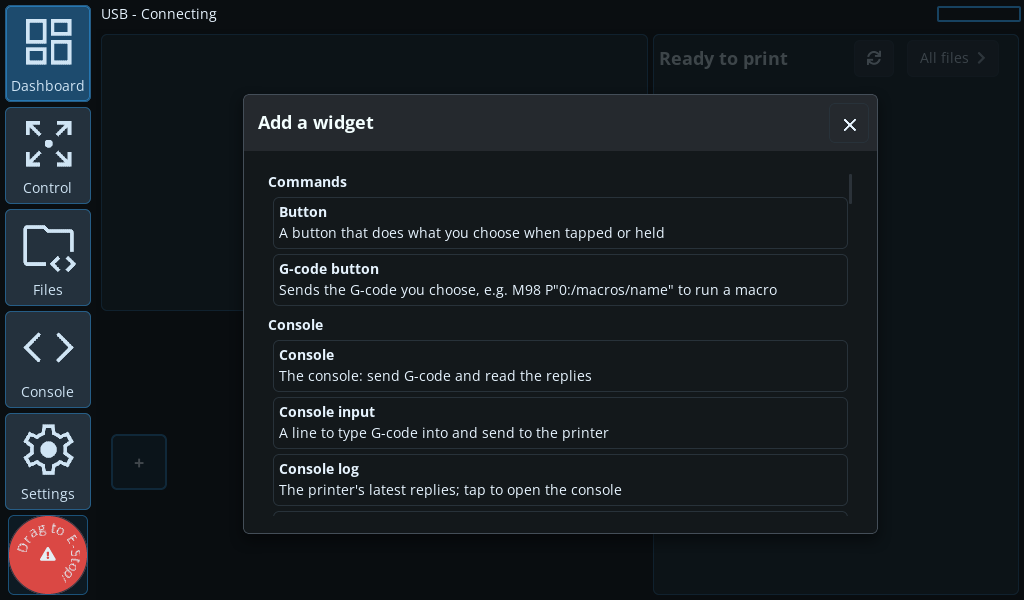 USB - Connecting
Dashboard
Control
Files
Console
Settings
Drag to E-Stop!
Ready to print
All files
Add a widget
Commands
Button
A button that does what you choose when tapped or held
G-code button
Sends the G-code you choose, e.g. M98 P"0:/macros/name" to run a macro
Console
Console
The console: send G-code and read the replies
Console input
A line to type G-code into and send to the printer
Console log
The printer's latest replies; tap to open the console
+